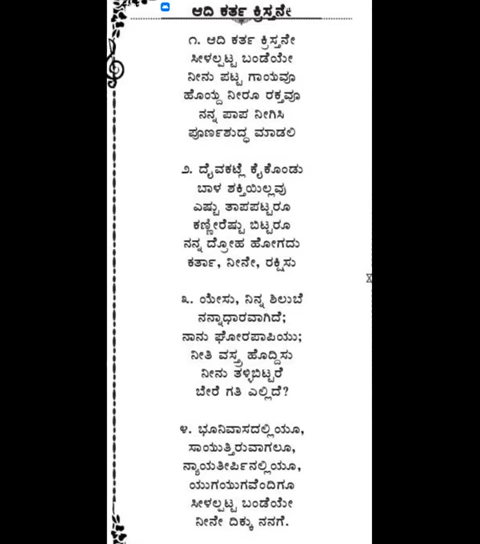 ಆದಿ ಕರ್ತ ಕ್ರಿಸ್ತನೇ
೧. ಆದಿ ಕರ್ತ ಕ್ರಿಸ್ತನೇ
ಸೀಳಲ್ಪಟ್ಟ ಬಂಡೆಯೇ
ನೀನು ಪಟ್ಟ ಗಾಯವೂ
ಹೊಯ್ದ ನೀರೂ ರಕ್ತವೂ
ನನ್ನ ಪಾಪ ನೀಗಿಸಿ
ಪೂರ್ಣಶುದ್ಧ ಮಾಡಲಿ
೨. ದೈವಕಟ್ಲೆ ಕೈಕೊಂಡು
ಬಾಳ ಶಕ್ತಿಯಿಲ್ಲವು
ಎಷ್ಟು ತಾಪಪಟ್ಟರೂ
ಕಣ್ಣೀರೆಷ್ಟು ಬಿಟ್ಟರೂ
ನನ್ನ ದ್ರೋಹ ಹೋಗದು
ಕರ್ತಾ, ನೀನೇ, ರಕ್ಷಿಸು
೩. ಯೇಸು, ನಿನ್ನ ಶಿಲುಬೆ
ನನ್ನಾಧಾರವಾಗಿದೆ;
ನಾನು ಘೋರಪಾಪಿಯು;
ನೀತಿ ವಸ್ತ್ರ ಹೊದ್ದಿಸು
ನೀನು ತಳ್ಳಿಬಿಟ್ಟರೆ
ಬೇರೆ ಗತಿ ಎಲ್ಲಿದೆ?
೪. ಭೂನಿವಾಸದಲ್ಲಿಯೂ,
ಸಾಯುತ್ತಿರುವಾಗಲೂ,
ನ್ಯಾಯತೀರ್ಪಿನಲ್ಲಿಯೂ,
ಯುಗಯುಗವೆಂದಿಗೂ
ಸೀಳಲ್ಪಟ್ಟ ಬಂಡೆಯೇ
ನೀನೇ ದಿಕ್ಕು ನನಗೆ.